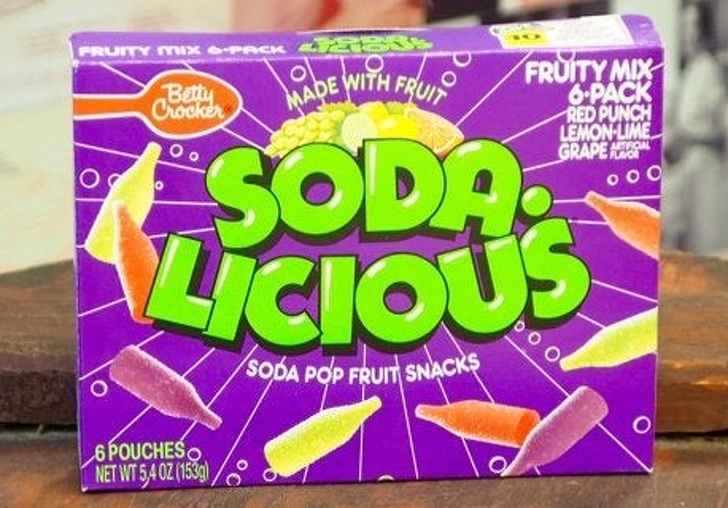 FRUITY MIX 6-PACK
SODA-LICIOUS
10
Betty
Crocker®
MADE WITH FRUIT
FRUITY MIX
6-PACK
RED PUNCH
LEMON-LIME
GRAPE ARTIFICIAL FLAVOR
SODA-
LICIOUS
SODA POP FRUIT SNACKS
6 POUCHES
NET WT 5.4 OZ (153g)